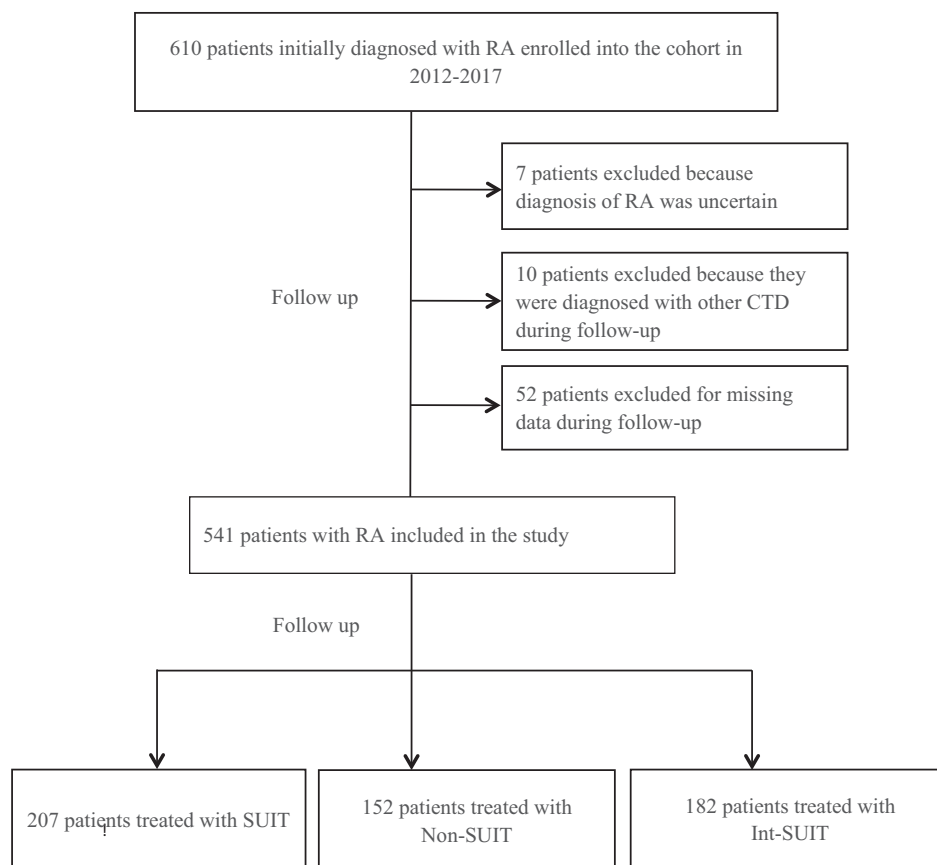 610 patients initially diagnosed with RA enrolled into the cohort in
2012-2017
7 patients excluded because
diagnosis of RA was uncertain
Follow up
10 patients excluded because they
were diagnosed with other CTD
during follow-up
52 patients excluded for missing
data during follow-up
541 patients with RA included in the study
Follow up
207 patients treated with SUIT
152 patients treated with
Non-SUIT
182 patients treated with
Int-SUIT